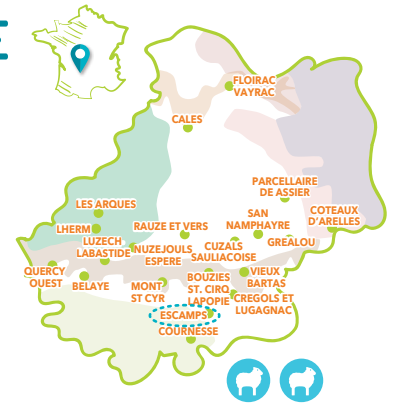 FLOIRAC
VAYRAC
CALES
PARCELLAIRE
DE ASSIER
LES ARQUES
SAN
NAMPHAYRE
COTEAUX
D'ARELLES
LHERM
RAUZE ET VERS
LUZECH
LABASTIDE
NUZEJOULS
ESPERE
CUZALS
SAULIACOISE
GREALOU
QUERCY
OUEST
BELAYE
MONT
ST CYR
BOUZIES
ST. CIRQ
LAPOPIE
VIEUX
BARTAS
CREGOLS ET
LUGAGNAC
ESCAMPS
COURNESSE